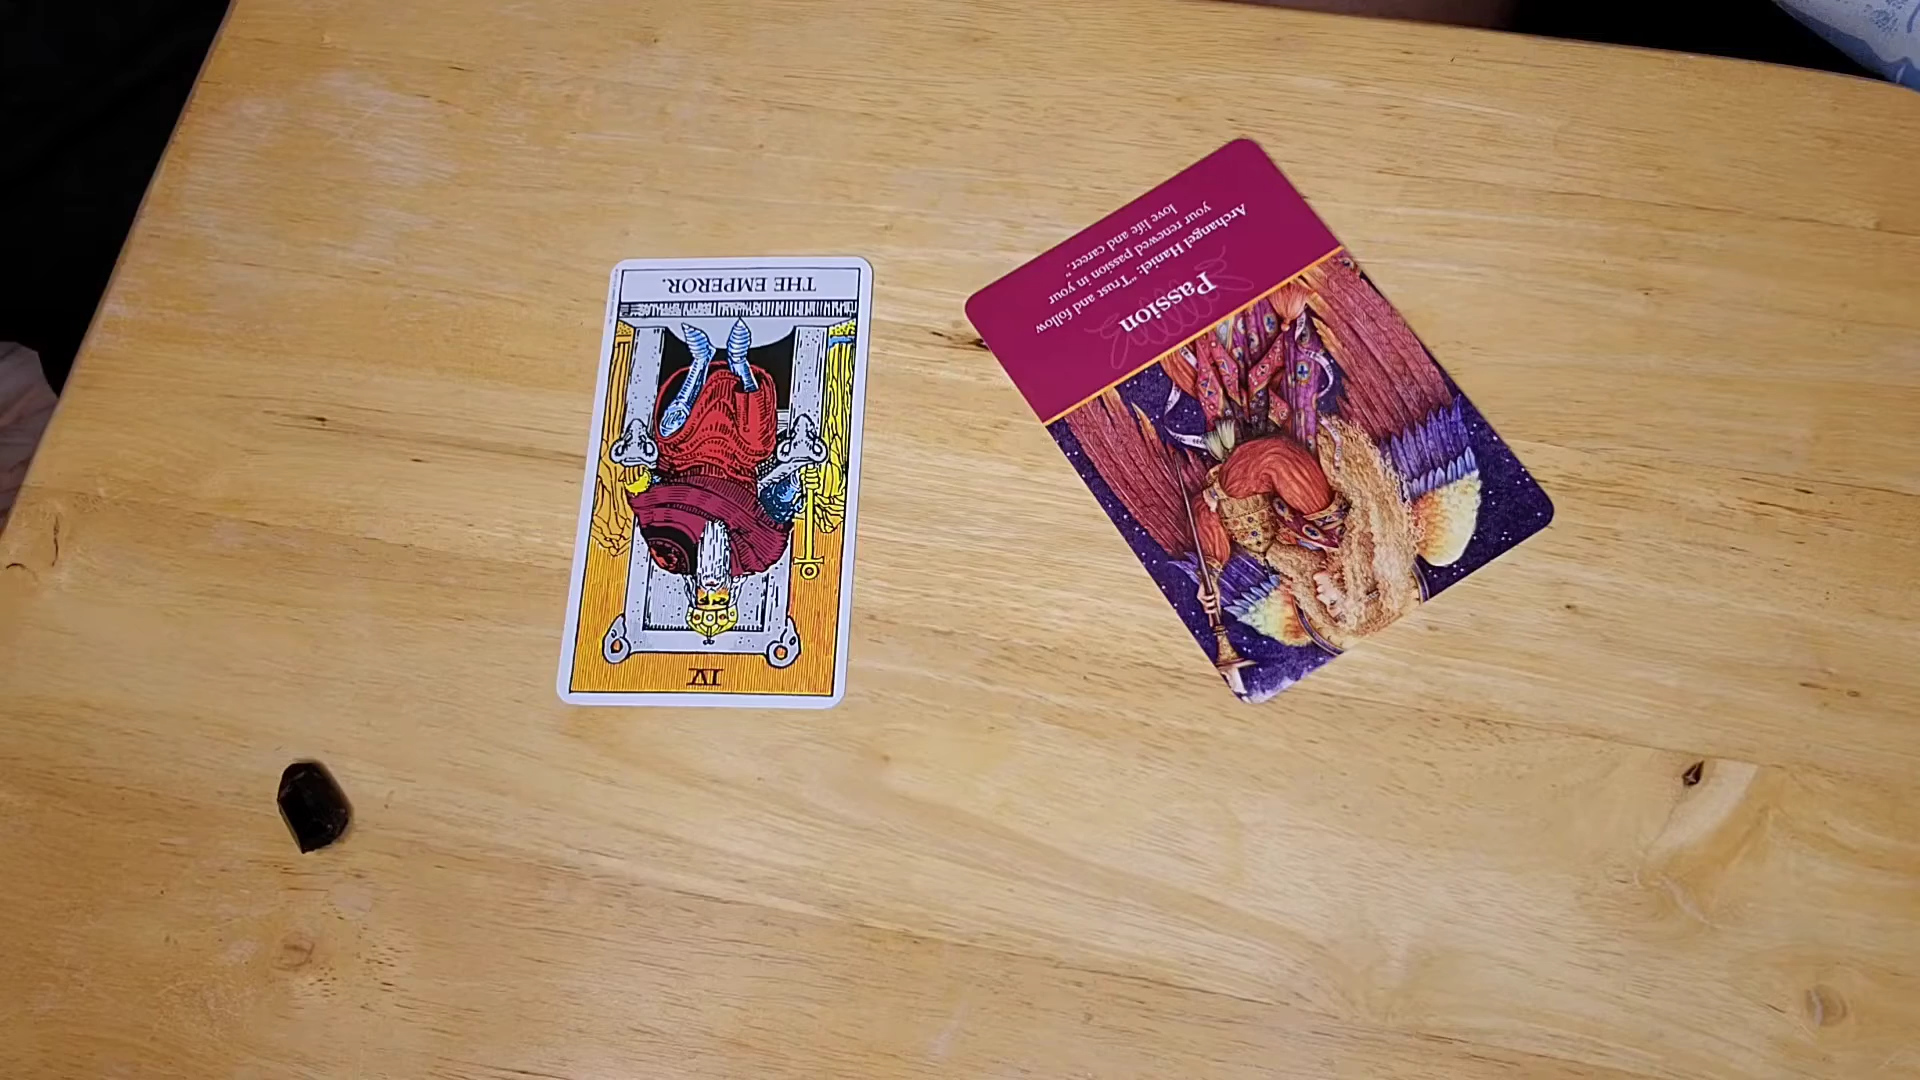 THE EMPEROR.
IV
Passion
Archangel Haniel: "Trust and follow
your renewed passion in your
love life and career."